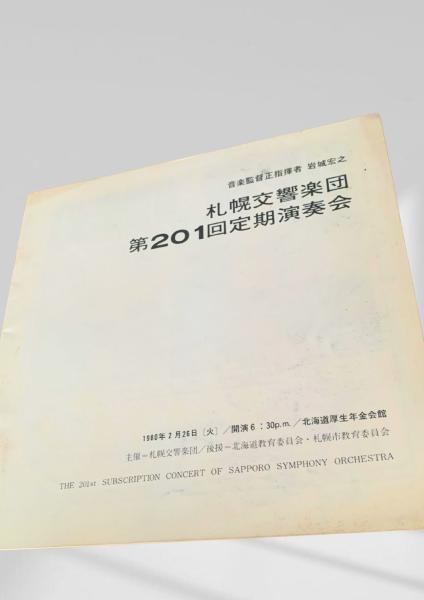 音楽監督正指揮者 岩城宏之
札幌交響楽団
第201回定期演奏会
1980年2月26日〔火〕／開演6：30p.m.／北海道厚生年金会館
主催＝札幌交響楽団／後援＝北海道教育委員会・札幌市教育委員会
THE 201st SUBSCRIPTION CONCERT OF SAPPORO SYMPHONY ORCHESTRA